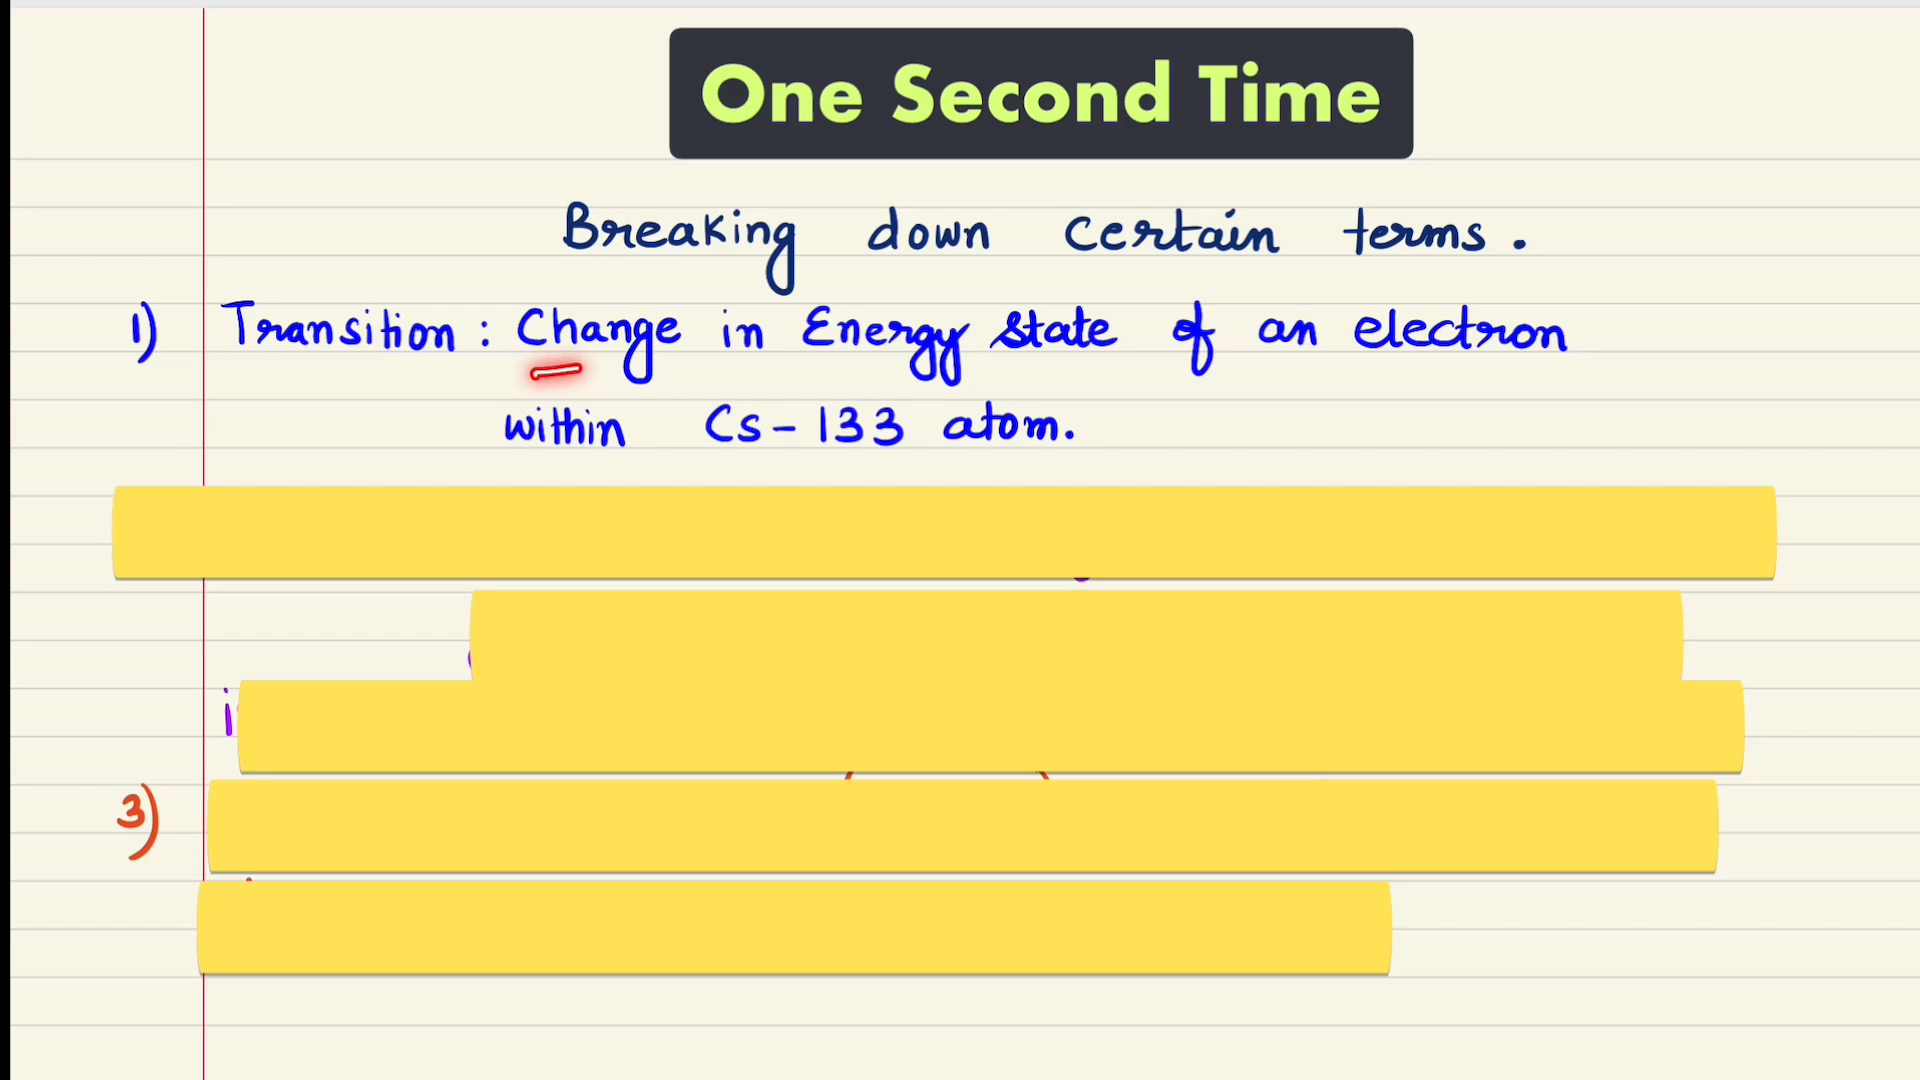 One Second Time
Breaking down certain terms.
1) Transition: Change in Energy state of an electron
within Cs-133 atom.
i
3)